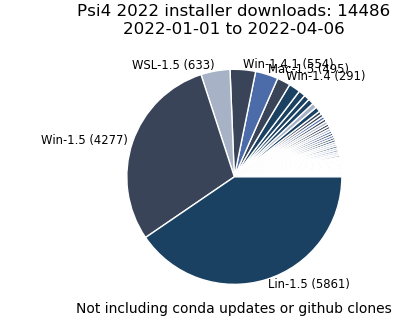 Psi4 2022 installer downloads: 14486
2022-01-01 to 2022-04-06
WSL-1.5 (633)
Win-1.4.1 (554)
Mac-1.5 (495)
Win-1.4 (291)
Win-1.5 (4277)
Lin-1.5 (5861)
Not including conda updates or github clones